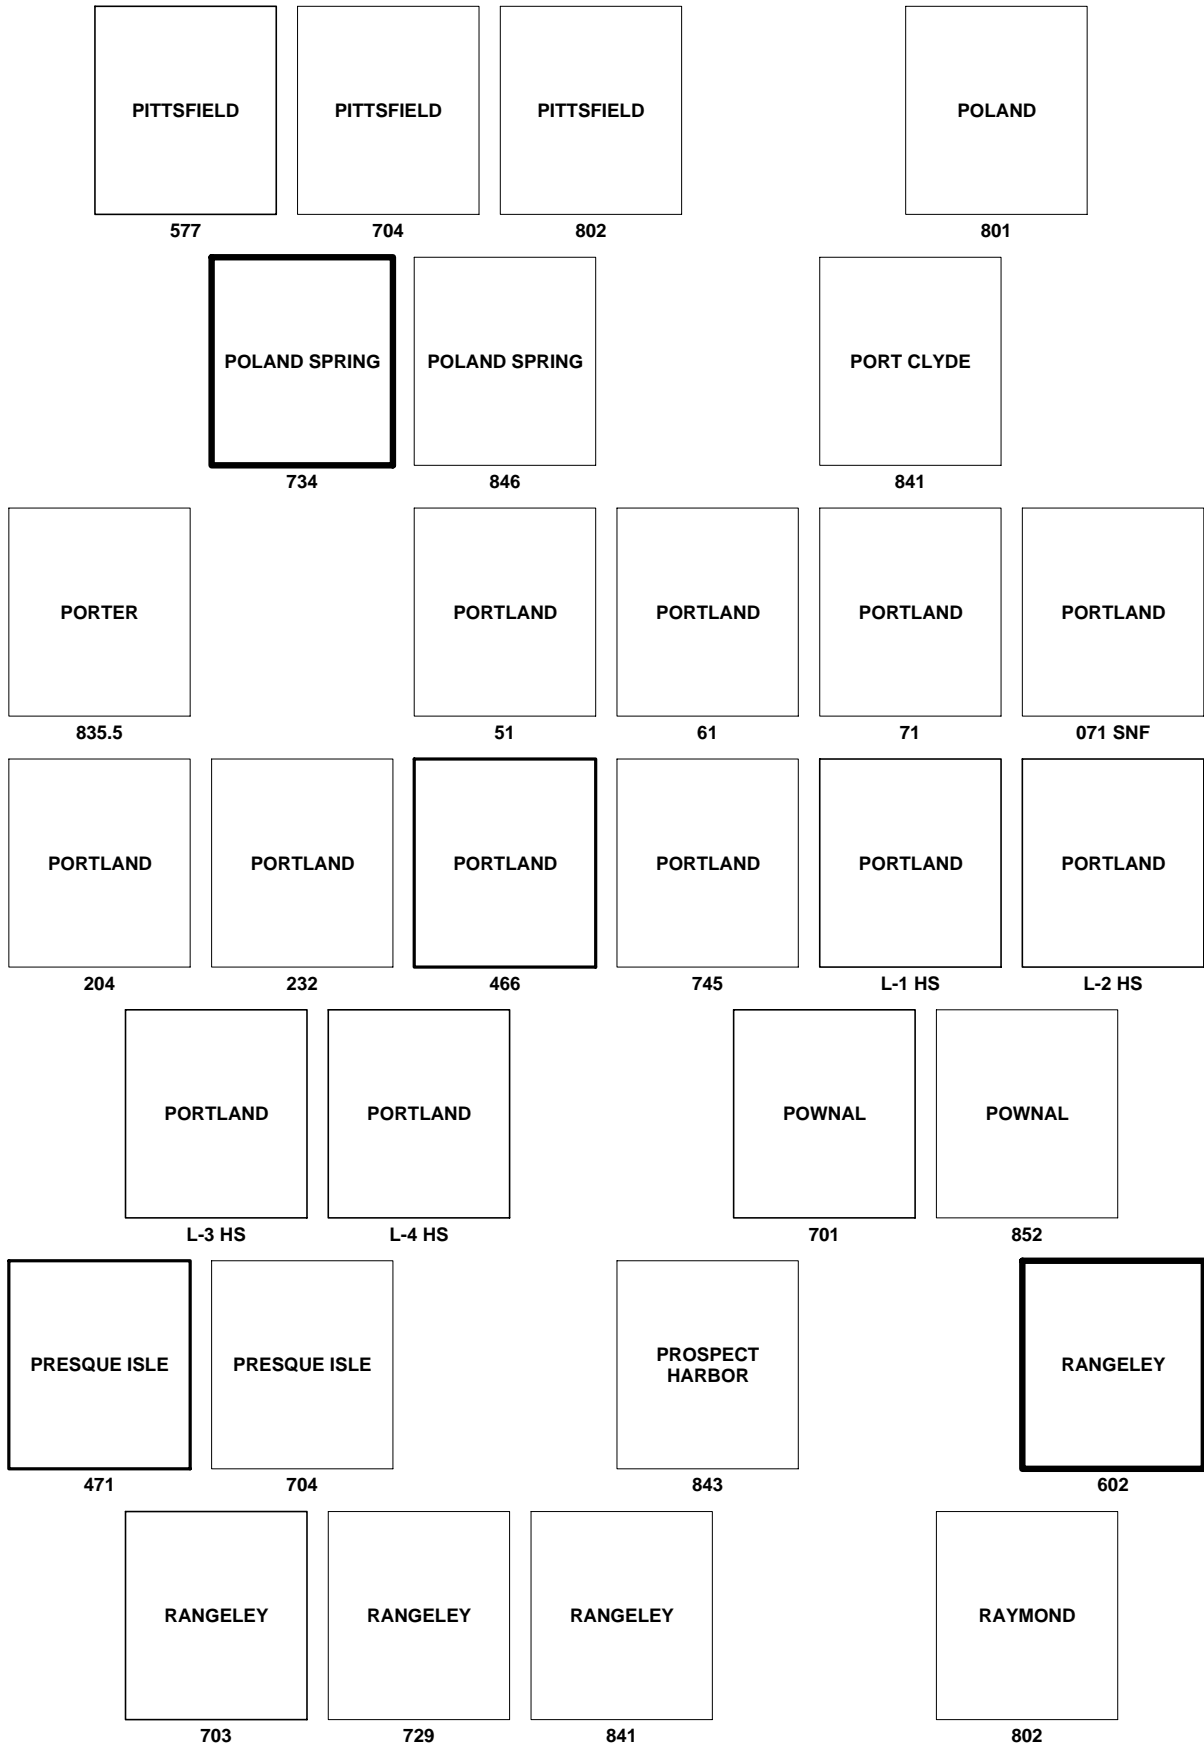 PITTSFIELD PITTSFIELD PITTSFIELD POLAND
577 704 802 801
POLAND SPRING POLAND SPRING PORT CLYDE
734 846 841
PORTER PORTLAND PORTLAND PORTLAND PORTLAND
835.5 51 61 71 071 SNF
PORTLAND PORTLAND PORTLAND PORTLAND PORTLAND PORTLAND
204 232 466 745 L-1 HS L-2 HS
PORTLAND PORTLAND POWNAL POWNAL
L-3 HS L-4 HS 701 852
PRESQUE ISLE PRESQUE ISLE PROSPECT HARBOR RANGELEY
471 704 843 602
RANGELEY RANGELEY RANGELEY RAYMOND
703 729 841 802